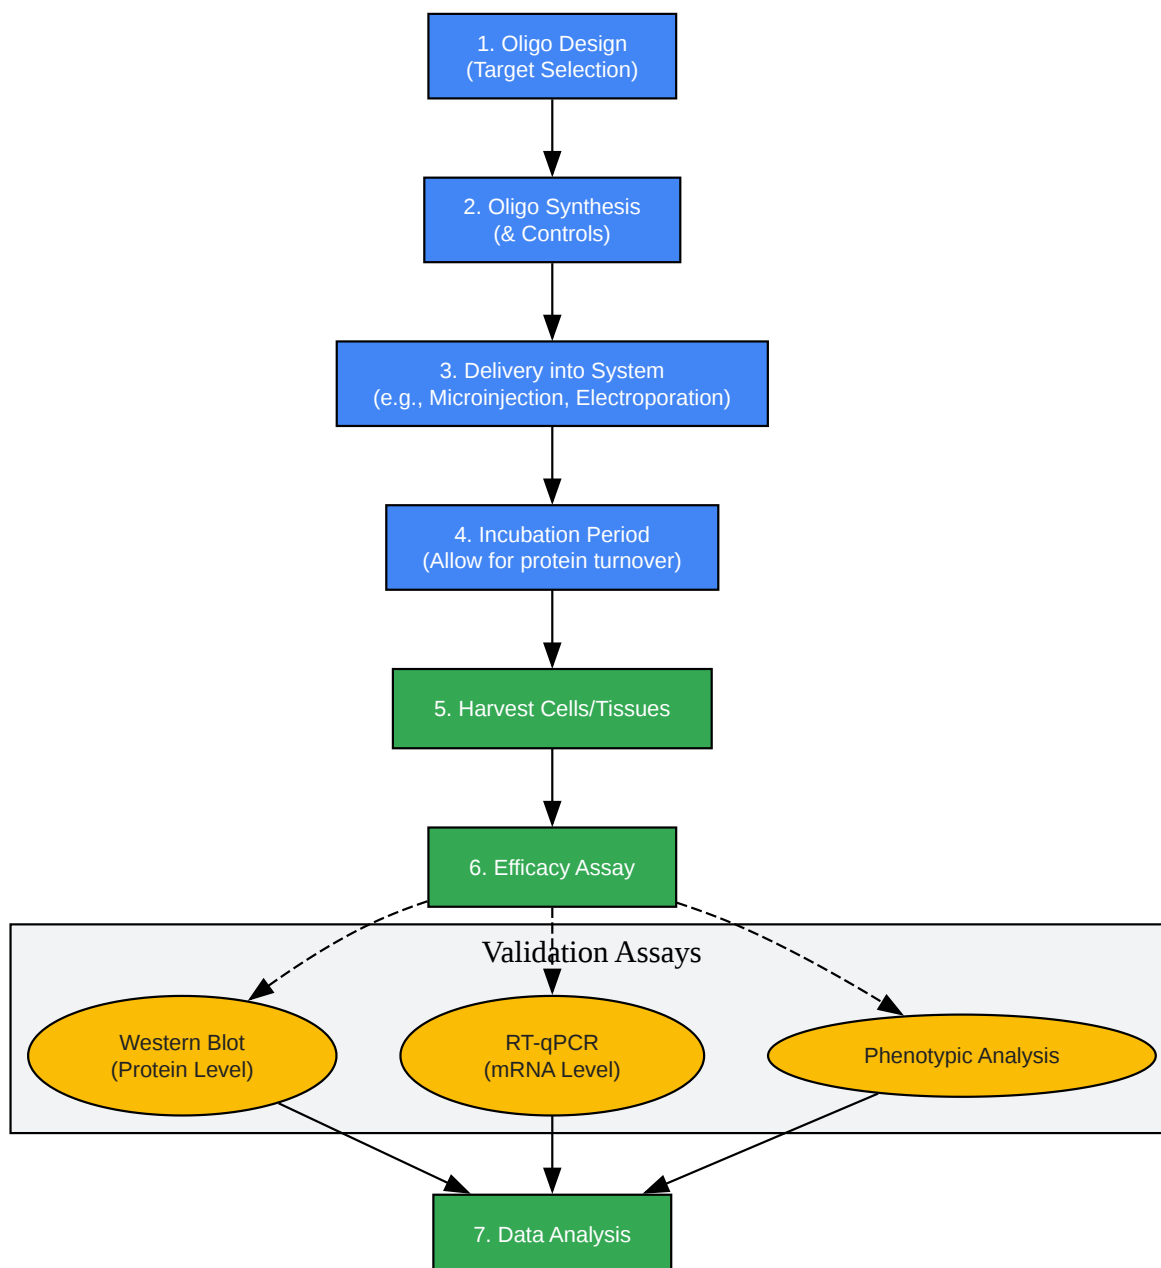 1. Oligo Design
(Target Selection)
2. Oligo Synthesis
(& Controls)
3. Delivery into System
(e.g., Microinjection, Electroporation)
4. Incubation Period
(Allow for protein turnover)
5. Harvest Cells/Tissues
6. Efficacy Assay
Validation Assays
Western Blot
(Protein Level)
RT-qPCR
(mRNA Level)
Phenotypic Analysis
7. Data Analysis